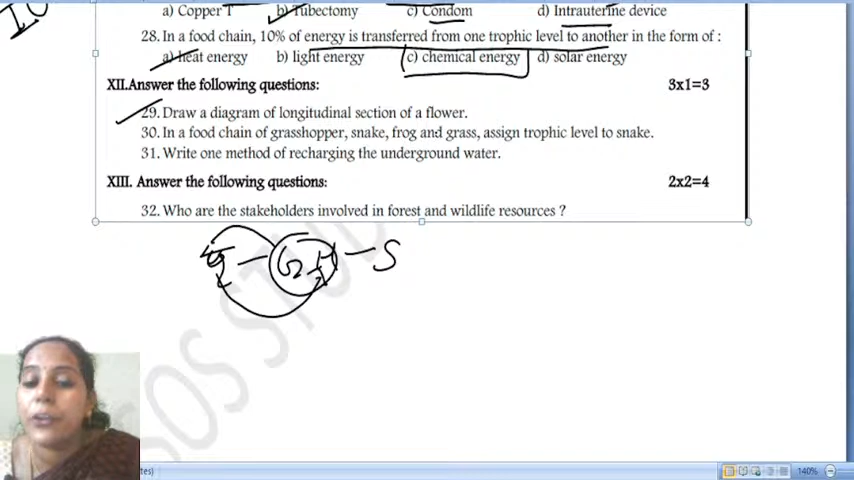 a) Copper T b) Tubectomy c) Condom d) Intrauterine device
28. In a food chain, 10% of energy is transferred from one trophic level to another in the form of :
a) heat energy b) light energy c) chemical energy d) solar energy
XII.Answer the following questions: 3x1=3
29. Draw a diagram of longitudinal section of a flower.
30. In a food chain of grasshopper, snake, frog and grass, assign trophic level to snake.
31. Write one method of recharging the underground water.
XIII. Answer the following questions: 2x2=4
32. Who are the stakeholders involved in forest and wildlife resources ?
SOS STUD
tes) 140%